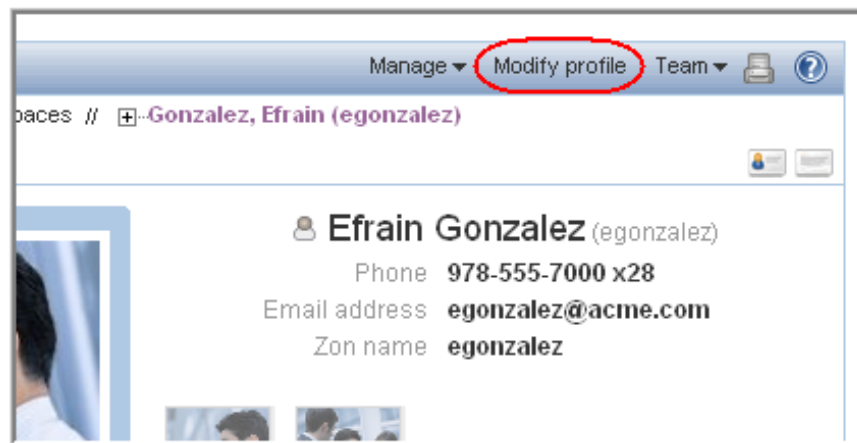 Manage Modify profile Team ?
paces // Gonzalez, Efrain (egonzalez)
Efrain Gonzalez (egonzalez)
Phone 978-555-7000 x28
Email address egonzalez@acme.com
Zon name egonzalez